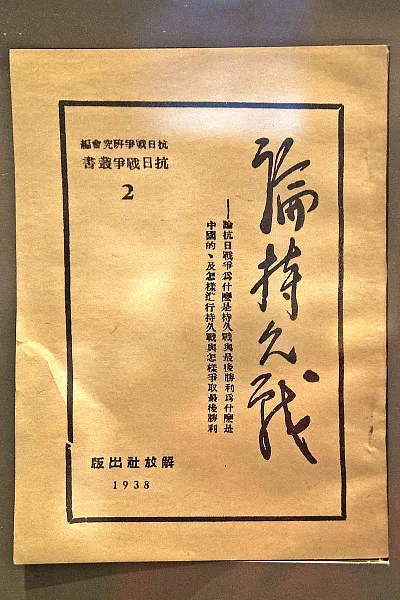 論持久戰
——論抗日戰爭爲什麽是持久戰與最後勝利爲什麽是
中國的、及怎樣進行持久戰與怎樣爭取最後勝利
抗日戰爭研究會編
抗日戰爭叢書
2
解放社出版
1938